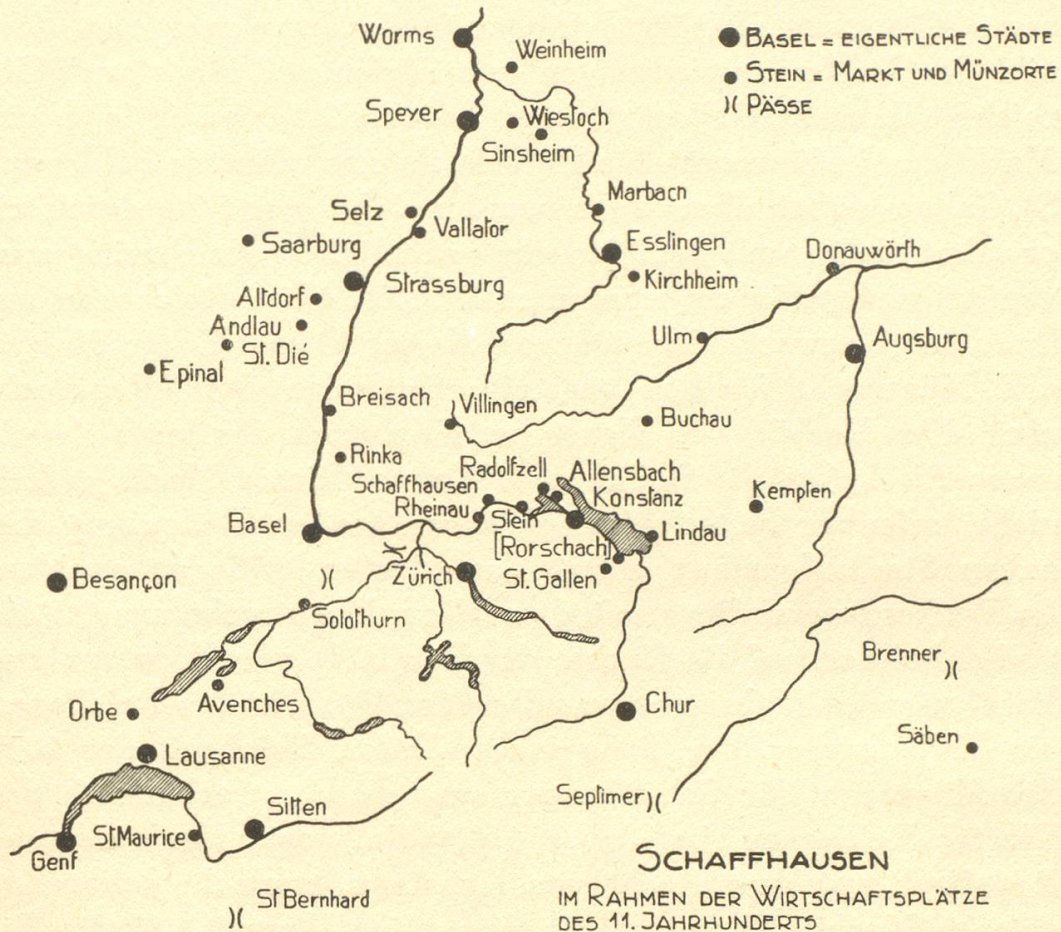 Worms
Weinheim
BASEL = EIGENTLICHE STÄDTE
STEIN = MARKT UND MÜNZORTE
PÄSSE
Speyer
Wiesloch
Sinsheim
Marbach
Selz
Vallator
Saarburg
Esslingen
Donauwörth
Strassburg
Kirchheim
Altdorf
Andlau
St. Dié
Ulm
Augsburg
Epinal
Breisach
Villingen
Buchau
Rinka
Radolfzell
Allensbach
Schaffhausen
Konstanz
Kempten
Rheinau
Stein
Basel
Lindau
[Rorschach]
Besançon
Zürich
St. Gallen
Solothurn
Brenner
Avenches
Orbe
Chur
Säben
Lausanne
Septimer
Sitten
St. Maurice
Genf
SCHAFFHAUSEN
IM RAHMEN DER WIRTSCHAFTSPLÄTZE
DES 11. JAHRHUNDERTS
St Bernhard